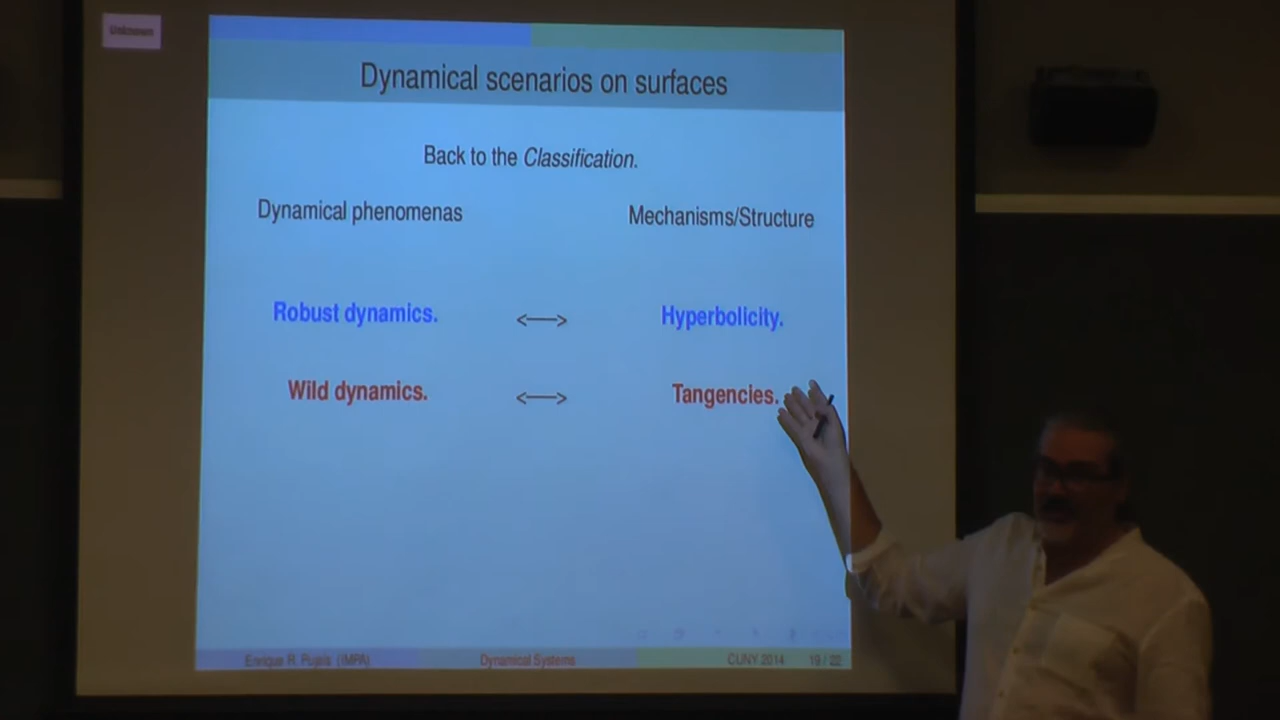 Unknown
Dynamical scenarios on surfaces
Back to the Classification.
Dynamical phenomenas Mechanisms/Structure
Robust dynamics. <—> Hyperbolicity.
Wild dynamics. <—> Tangencies.
Enrique R. Pujals (IMPA) Dynamical Systems CUNY 2014 19 / 22